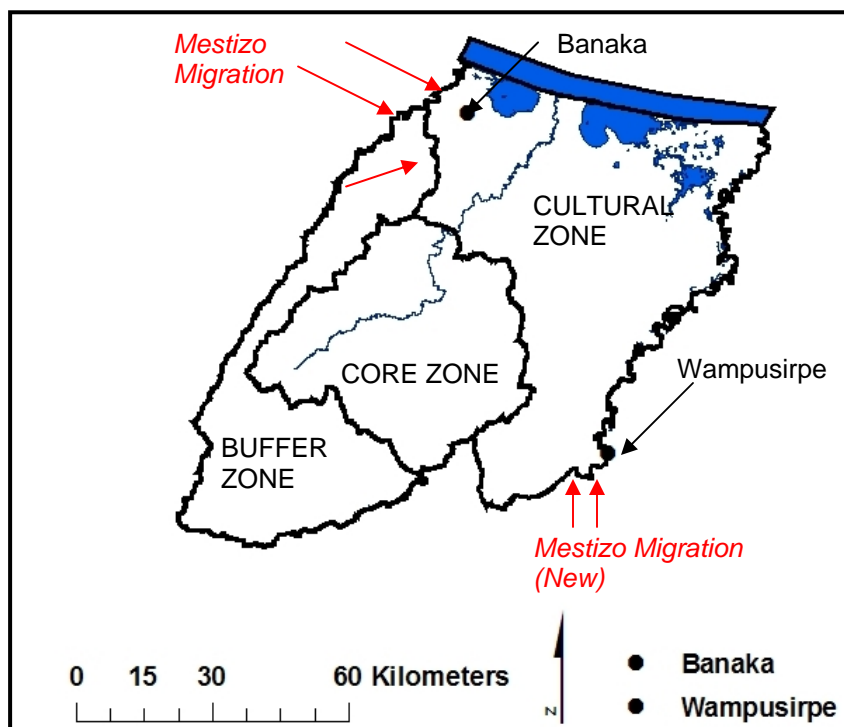 Mestizo
Migration
Banaka
CULTURAL
ZONE
CORE ZONE
Wampusirpe
BUFFER
ZONE
Mestizo Migration
(New)
0 15 30 60 Kilometers
N
Banaka
Wampusirpe